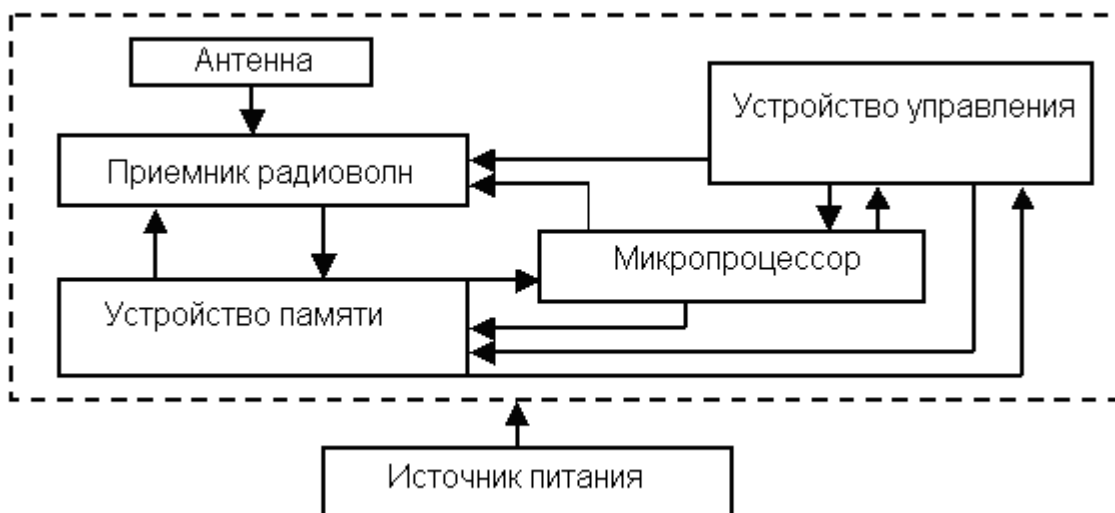 Антенна
Устройство управления
Приемник радиоволн
Микропроцессор
Устройство памяти
Источник питания